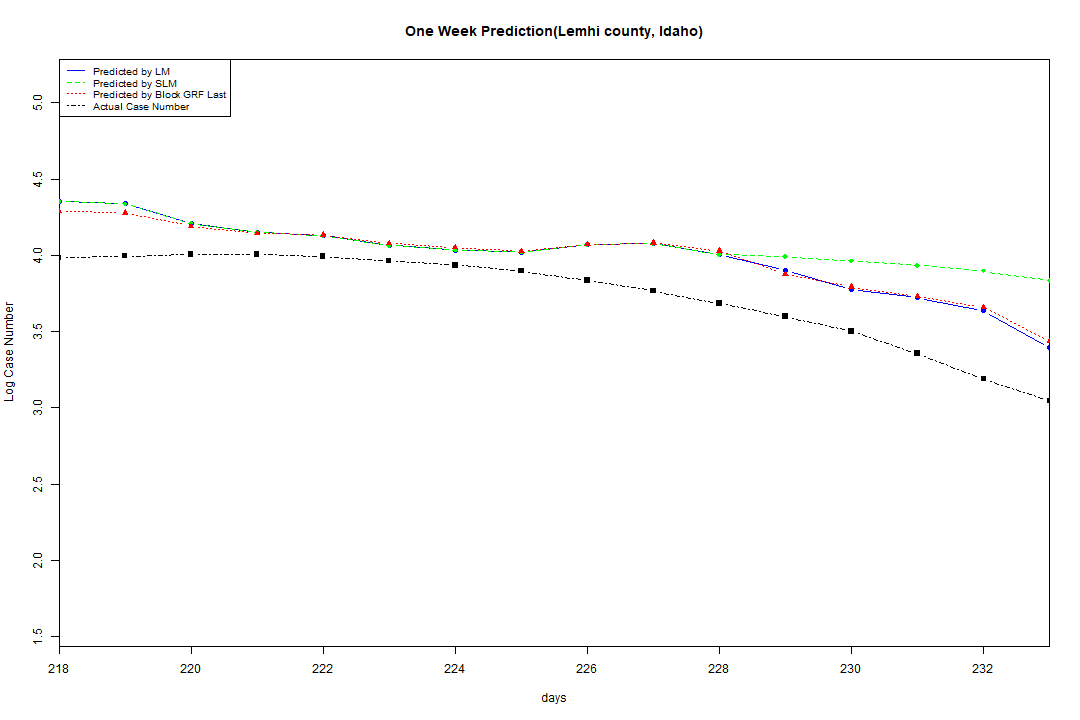 One Week Prediction(Lemhi county, Idaho)
Predicted by LM
Predicted by SLM
Predicted by Block GRF Last
Actual Case Number
5.0
4.5
4.0
3.5
3.0
2.5
2.0
1.5
Log Case Number
218 220 222 224 226 228 230 232
days